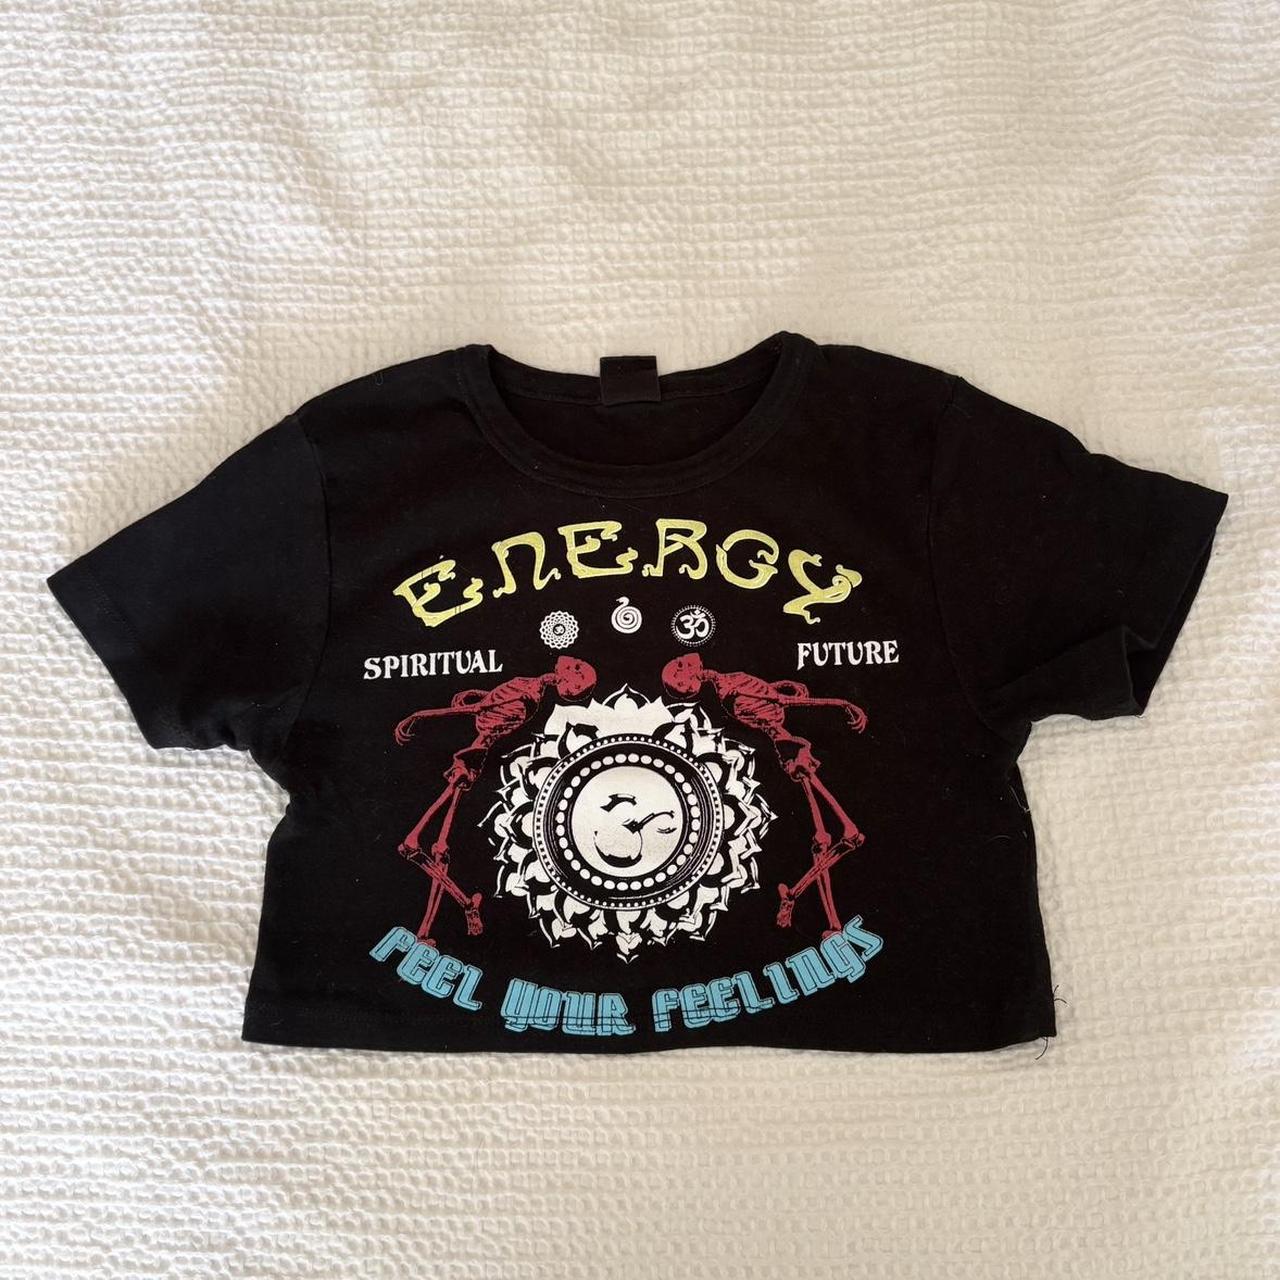 ENERGY
ॐ ॐ
SPIRITUAL FUTURE
FEEL YOUR FEELINGS